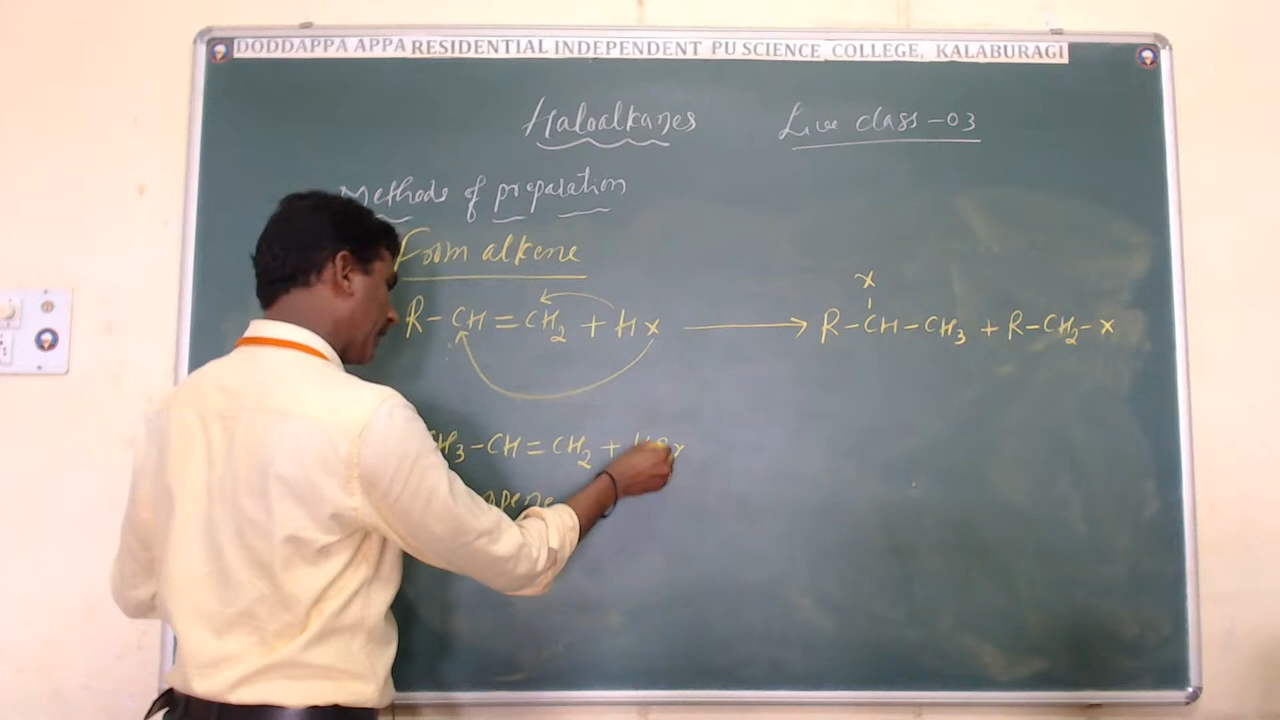 DODDAPPA APPA RESIDENTIAL INDEPENDENT PU SCIENCE COLLEGE, KALABURAGI
Haloalkanes Live class-03
Methods of preparation
From alkene
R-CH=CH₂+Hx → R-CH(x)-CH₃+R-CH₂-x
H₃-CH=CH₂+